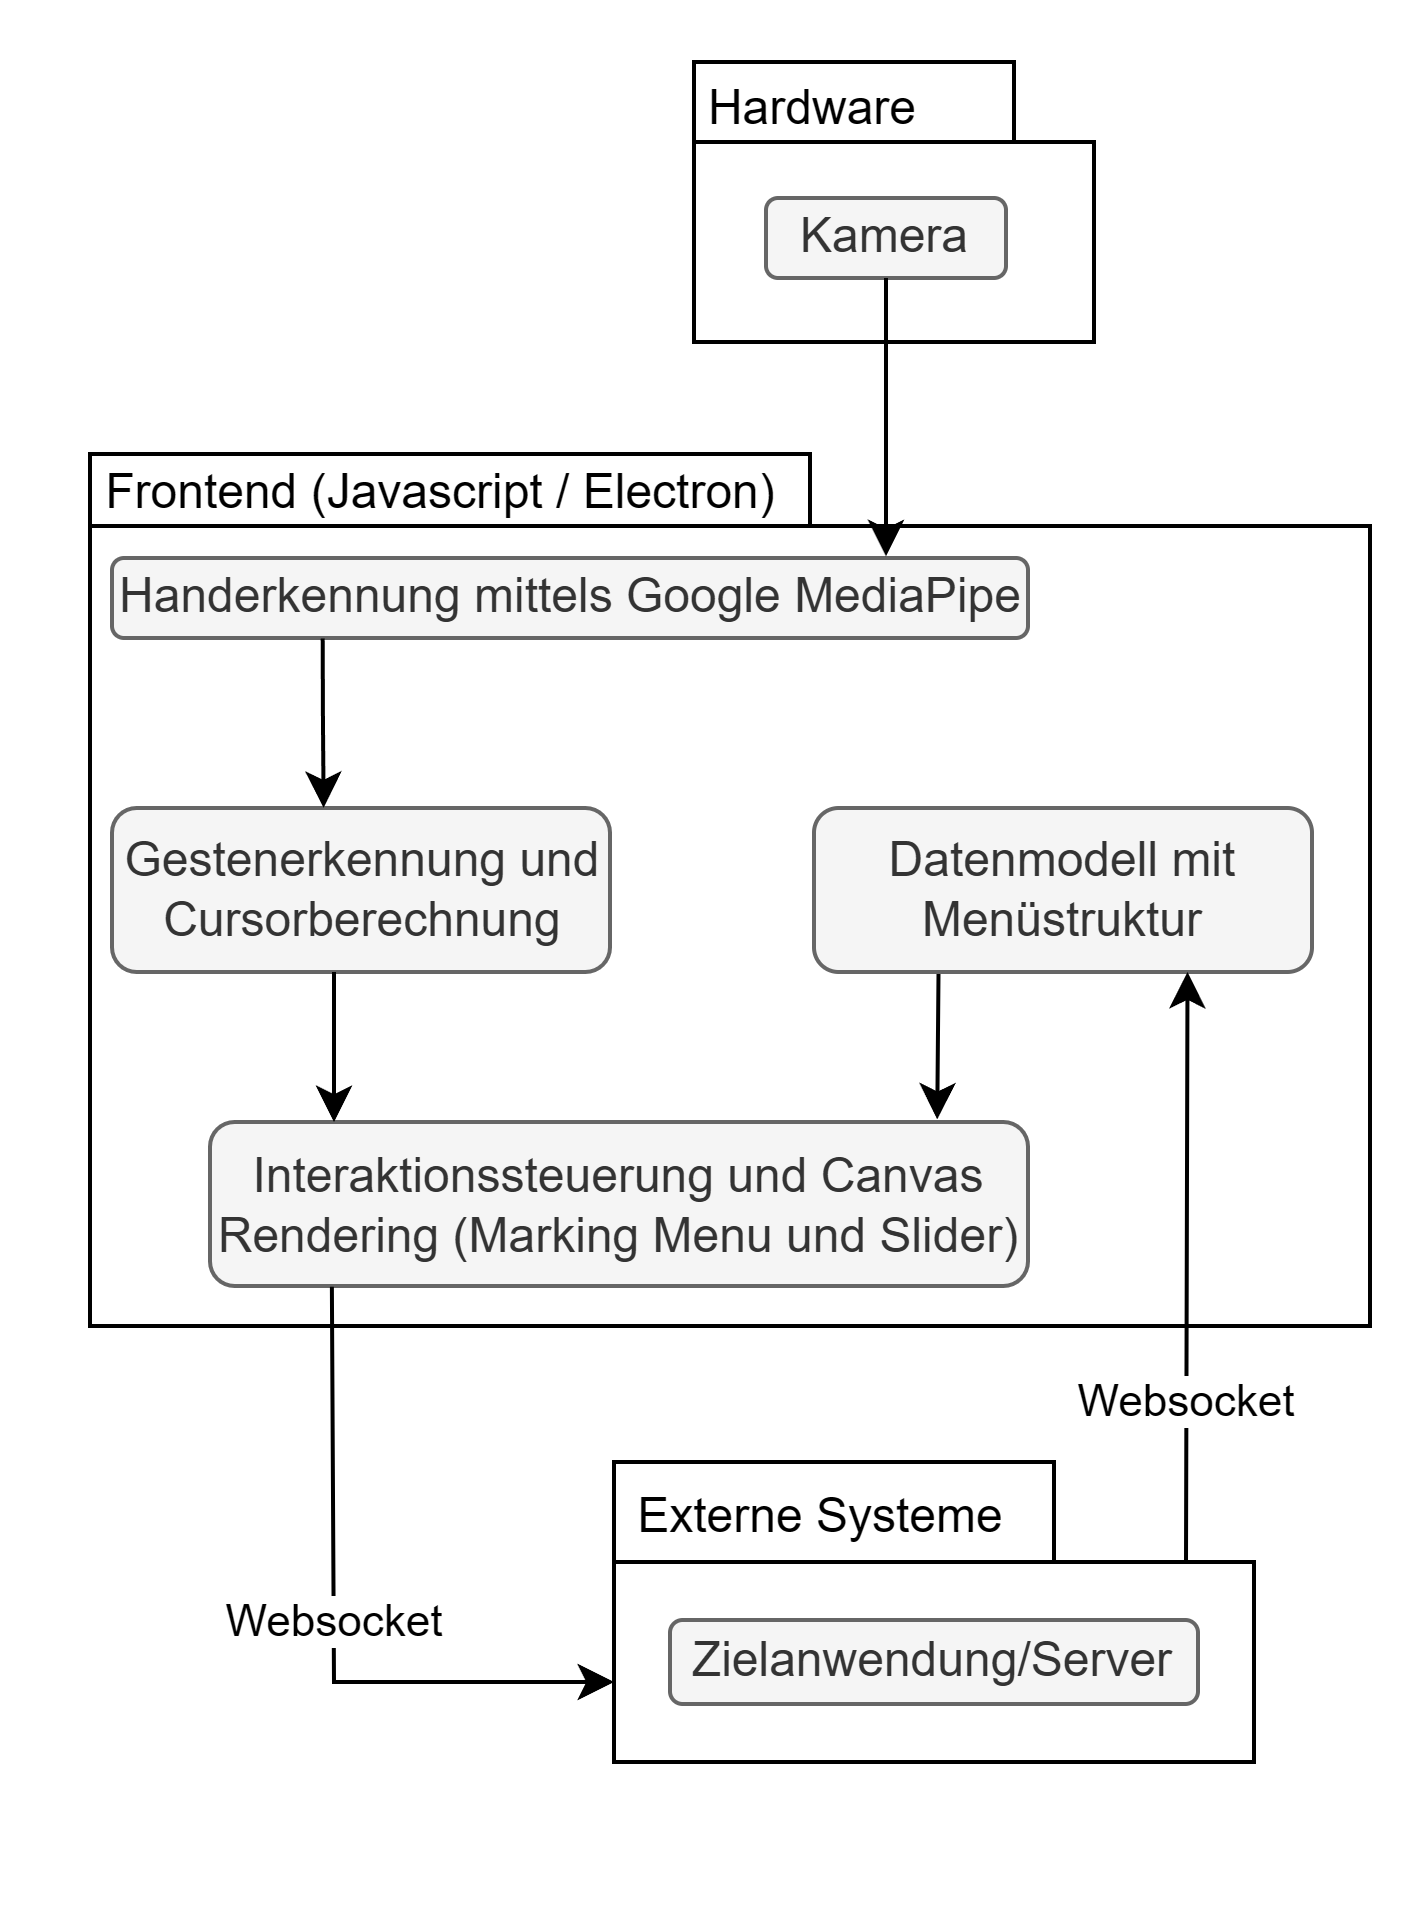 Hardware
Kamera
Frontend (Javascript / Electron)
Handerkennung mittels Google MediaPipe
Gestenerkennung und
Cursorberechnung
Datenmodell mit
Menüstruktur
Interaktionssteuerung und Canvas
Rendering (Marking Menu und Slider)
Websocket
Externe Systeme
Websocket
Zielanwendung/Server